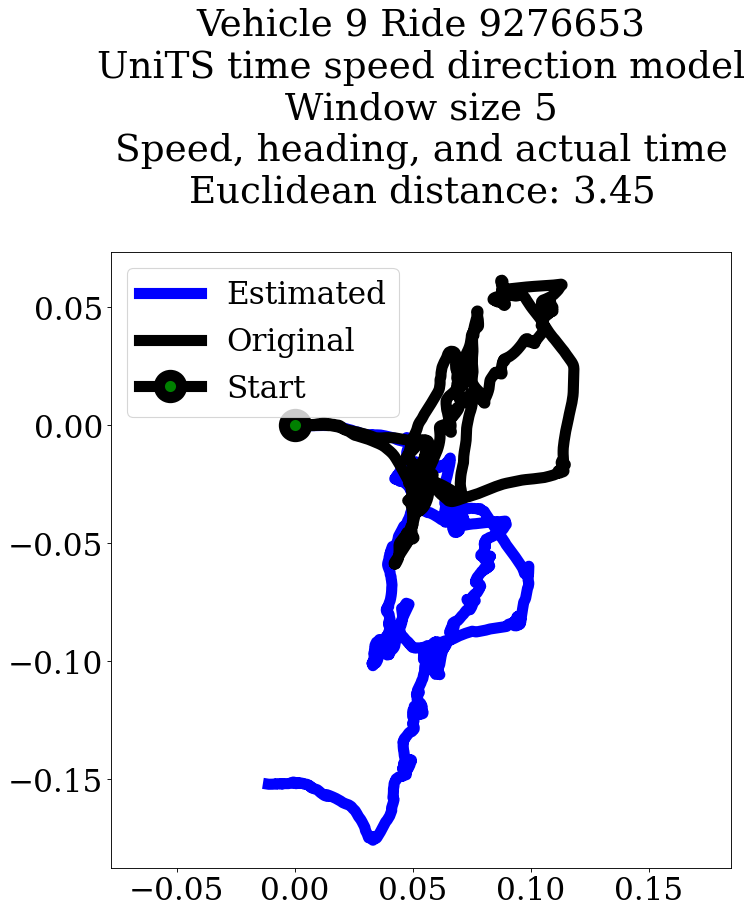 Vehicle 9 Ride 9276653
UniTS time speed direction model
Window size 5
Speed, heading, and actual time
Euclidean distance: 3.45
Estimated
Original
Start
0.05
0.00
−0.05
−0.10
−0.15
−0.05
0.00
0.05
0.10
0.15